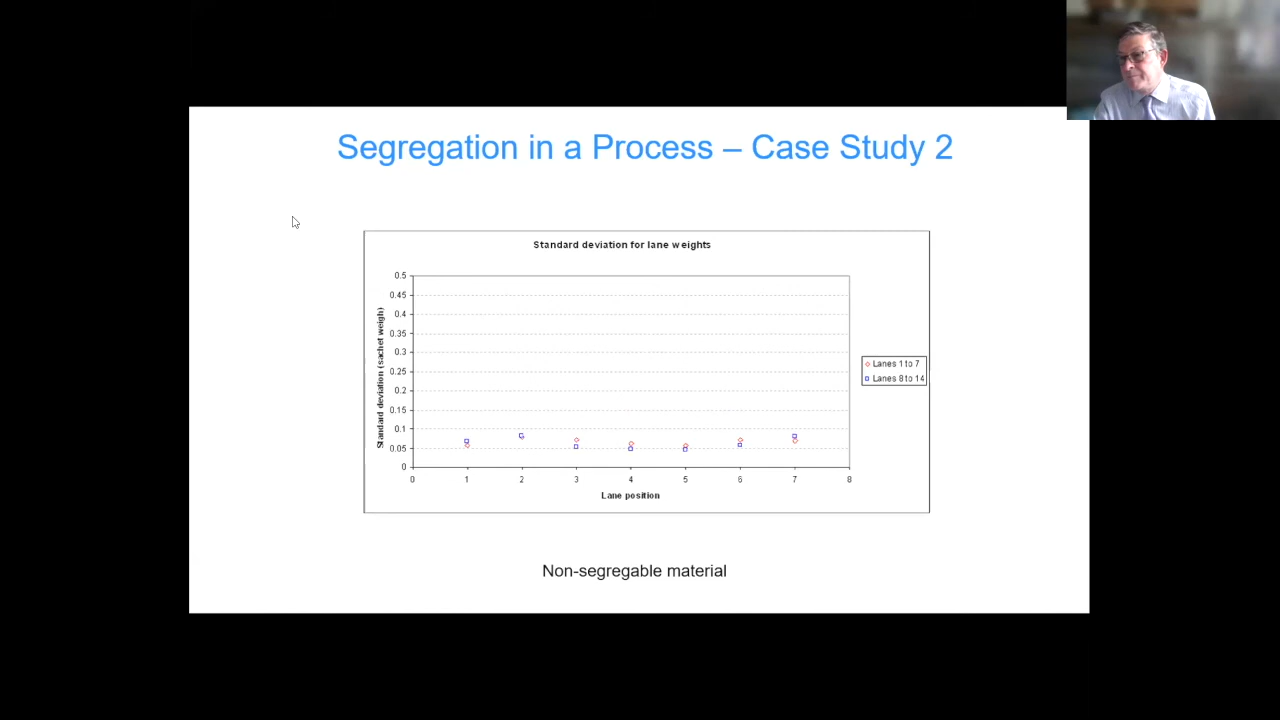 Segregation in a Process – Case Study 2
Standard deviation for lane weights
Standard deviation (sachet weigh)
0.5
0.45
0.4
0.35
0.3
0.25
0.2
0.15
0.1
0.05
0
0 1 2 3 4 5 6 7 8
Lane position
Lanes 1 to 7
Lanes 8 to 14
Non-segregable material